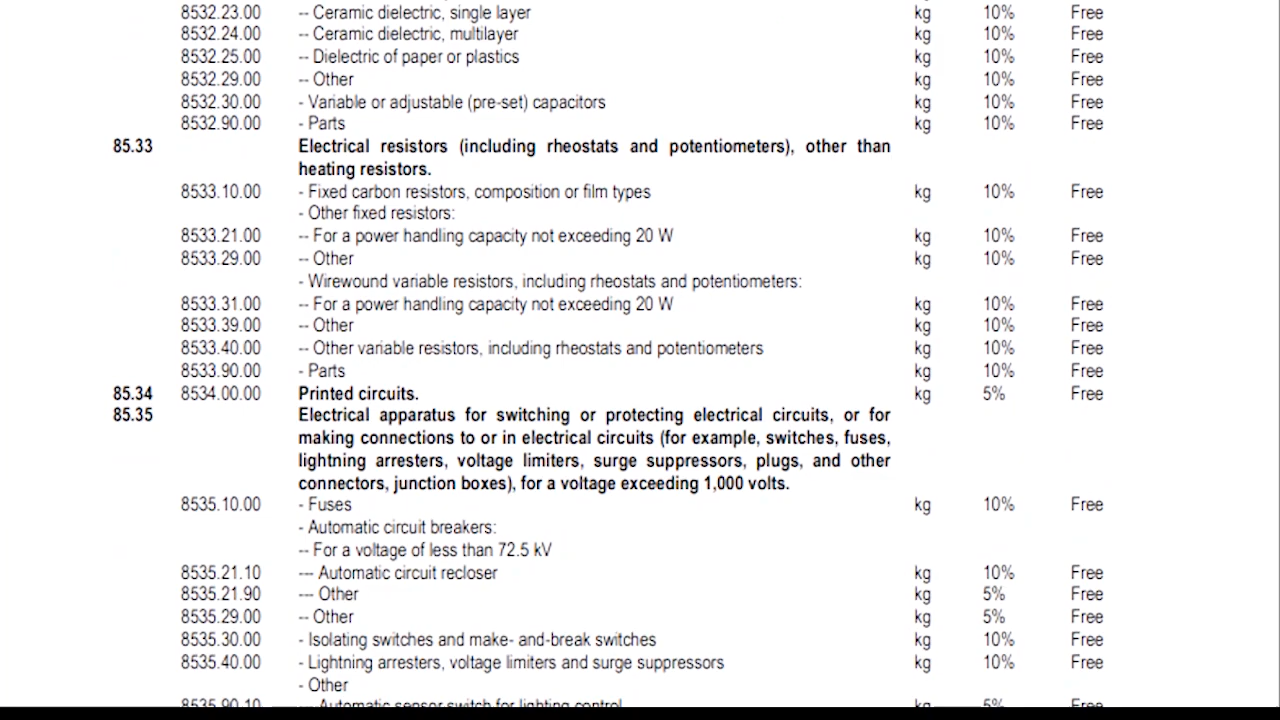 8532.23.00 -- Ceramic dielectric, single layer kg 10% Free
8532.24.00 -- Ceramic dielectric, multilayer kg 10% Free
8532.25.00 -- Dielectric of paper or plastics kg 10% Free
8532.29.00 -- Other kg 10% Free
8532.30.00 - Variable or adjustable (pre-set) capacitors kg 10% Free
8532.90.00 - Parts kg 10% Free
85.33 Electrical resistors (including rheostats and potentiometers), other than
heating resistors.
8533.10.00 - Fixed carbon resistors, composition or film types kg 10% Free
- Other fixed resistors:
8533.21.00 -- For a power handling capacity not exceeding 20 W kg 10% Free
8533.29.00 -- Other kg 10% Free
- Wirewound variable resistors, including rheostats and potentiometers:
8533.31.00 -- For a power handling capacity not exceeding 20 W kg 10% Free
8533.39.00 -- Other kg 10% Free
8533.40.00 -- Other variable resistors, including rheostats and potentiometers kg 10% Free
8533.90.00 - Parts kg 10% Free
85.34 8534.00.00 Printed circuits. kg 5% Free
85.35 Electrical apparatus for switching or protecting electrical circuits, or for
making connections to or in electrical circuits (for example, switches, fuses,
lightning arresters, voltage limiters, surge suppressors, plugs, and other
connectors, junction boxes), for a voltage exceeding 1,000 volts.
8535.10.00 - Fuses kg 10% Free
- Automatic circuit breakers:
-- For a voltage of less than 72.5 kV
8535.21.10 --- Automatic circuit recloser kg 10% Free
8535.21.90 --- Other kg 5% Free
8535.29.00 -- Other kg 5% Free
8535.30.00 - Isolating switches and make- and-break switches kg 10% Free
8535.40.00 - Lightning arresters, voltage limiters and surge suppressors kg 10% Free
- Other
8535.90.10 -- Automatic sensor switch for lighting control kg 5% Free